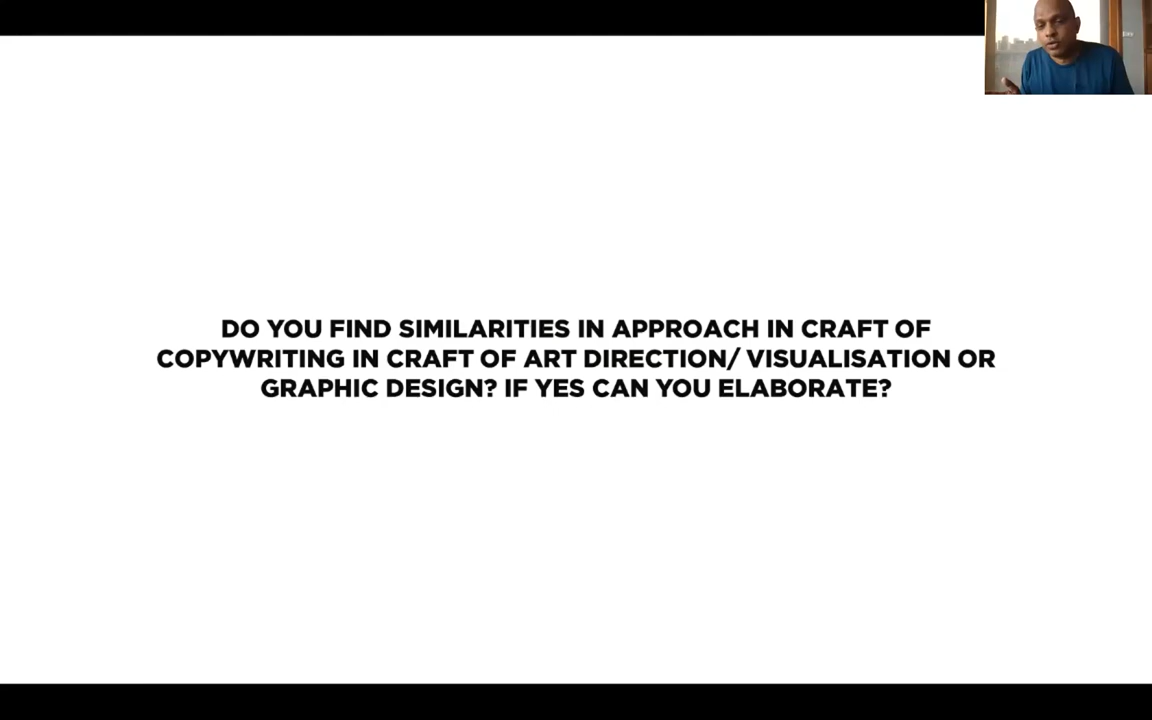 DO YOU FIND SIMILARITIES IN APPROACH IN CRAFT OF
COPYWRITING IN CRAFT OF ART DIRECTION/ VISUALISATION OR
GRAPHIC DESIGN? IF YES CAN YOU ELABORATE?